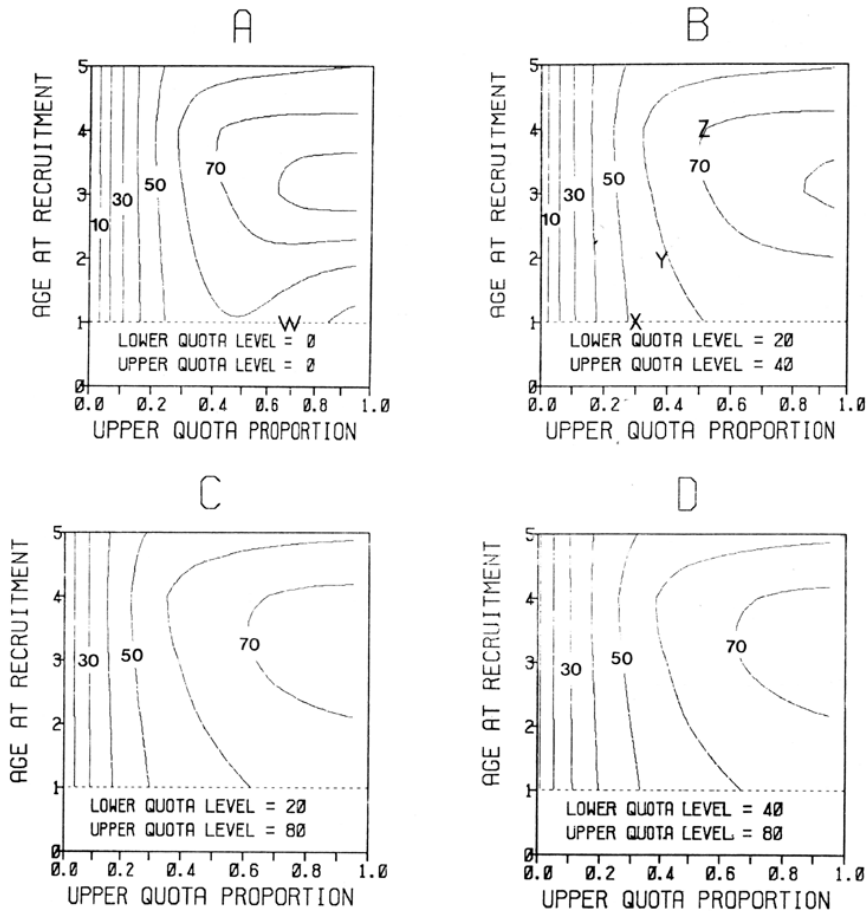 A
AGE AT RECRUITMENT
5
4
3
2
1
0
10
30
50
70
W
LOWER QUOTA LEVEL = 0
UPPER QUOTA LEVEL = 0
0.0 0.2 0.4 0.6 0.8 1.0
UPPER QUOTA PROPORTION
B
AGE AT RECRUITMENT
5
4
3
2
1
0
10
30
50
70
Z
Y
X
LOWER QUOTA LEVEL = 20
UPPER QUOTA LEVEL = 40
0.0 0.2 0.4 0.6 0.8 1.0
UPPER QUOTA PROPORTION
C
AGE AT RECRUITMENT
5
4
3
2
1
0
30
50
70
LOWER QUOTA LEVEL = 20
UPPER QUOTA LEVEL = 80
0.0 0.2 0.4 0.6 0.8 1.0
UPPER QUOTA PROPORTION
D
AGE AT RECRUITMENT
5
4
3
2
1
0
30
50
70
LOWER QUOTA LEVEL = 40
UPPER QUOTA LEVEL = 80
0.0 0.2 0.4 0.6 0.8 1.0
UPPER QUOTA PROPORTION